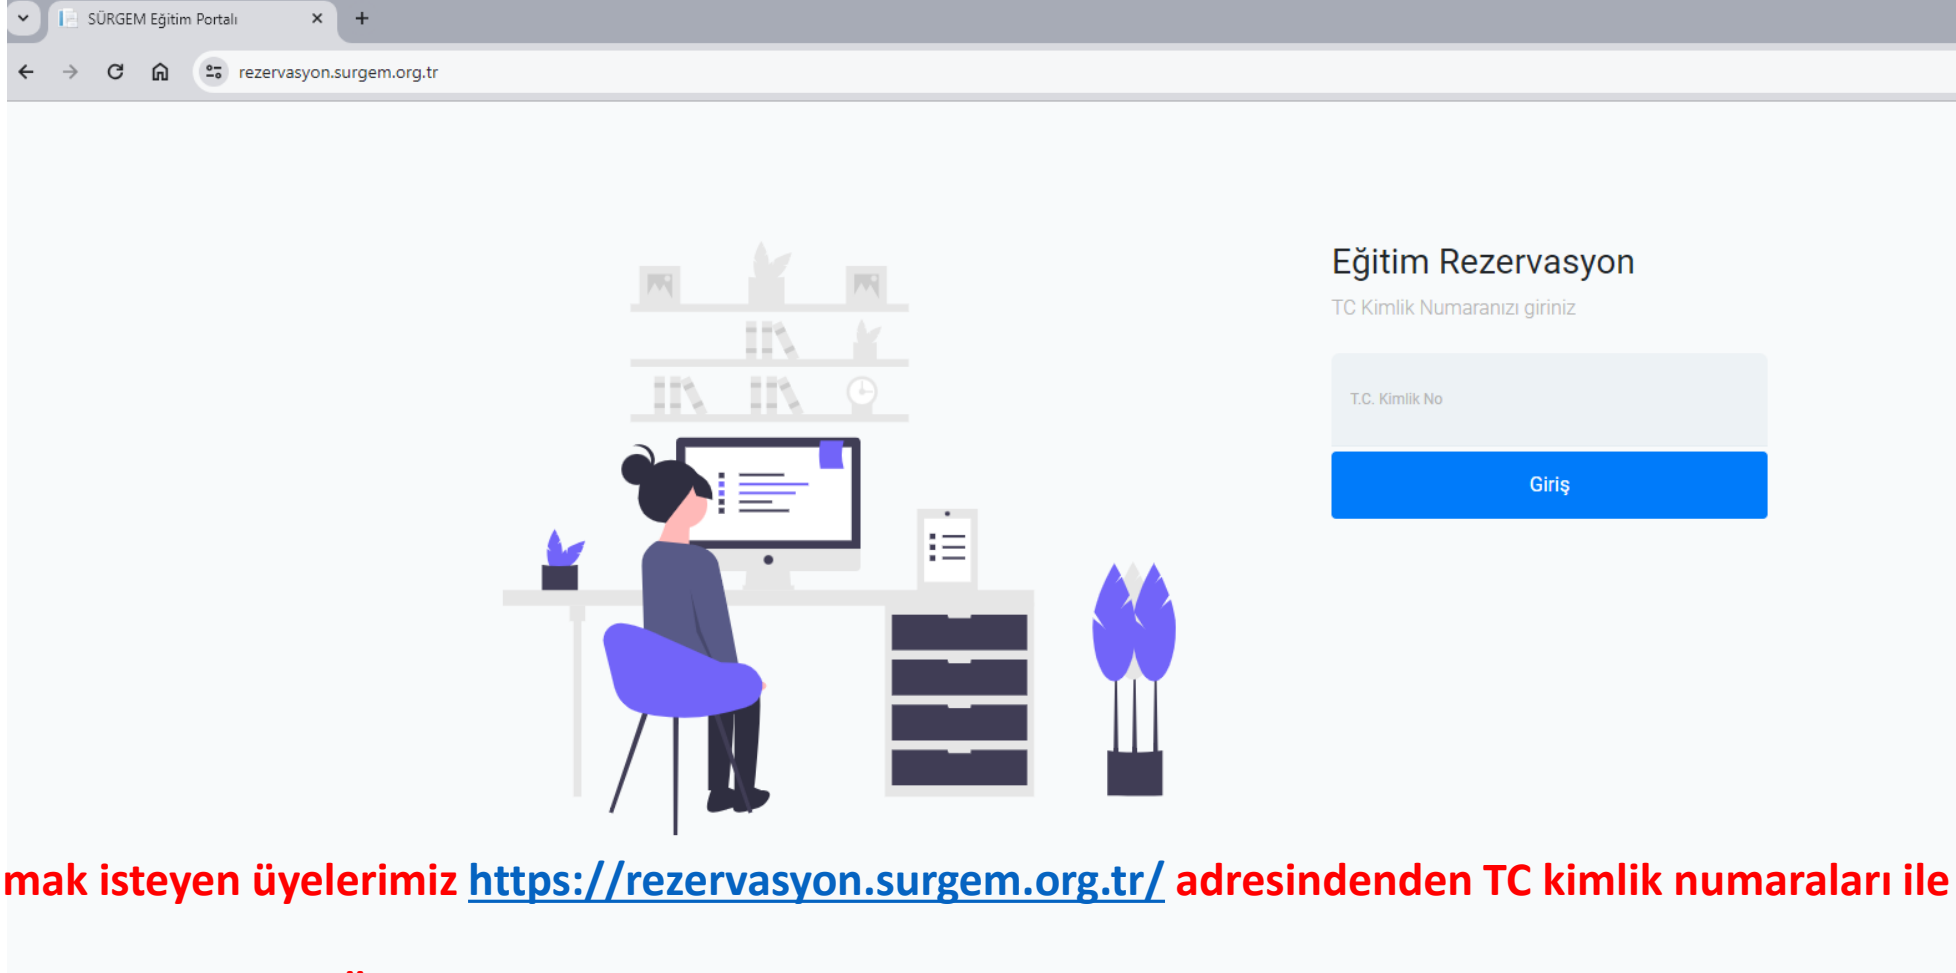 SÜRGEM Eğitim Portalı
rezervasyon.surgem.org.tr
Eğitim Rezervasyon
TC Kimlik Numaranızı giriniz
T.C. Kimlik No
Giriş
mak isteyen üyelerimiz https://rezervasyon.surgem.org.tr/ adresindenden TC kimlik numaraları ile